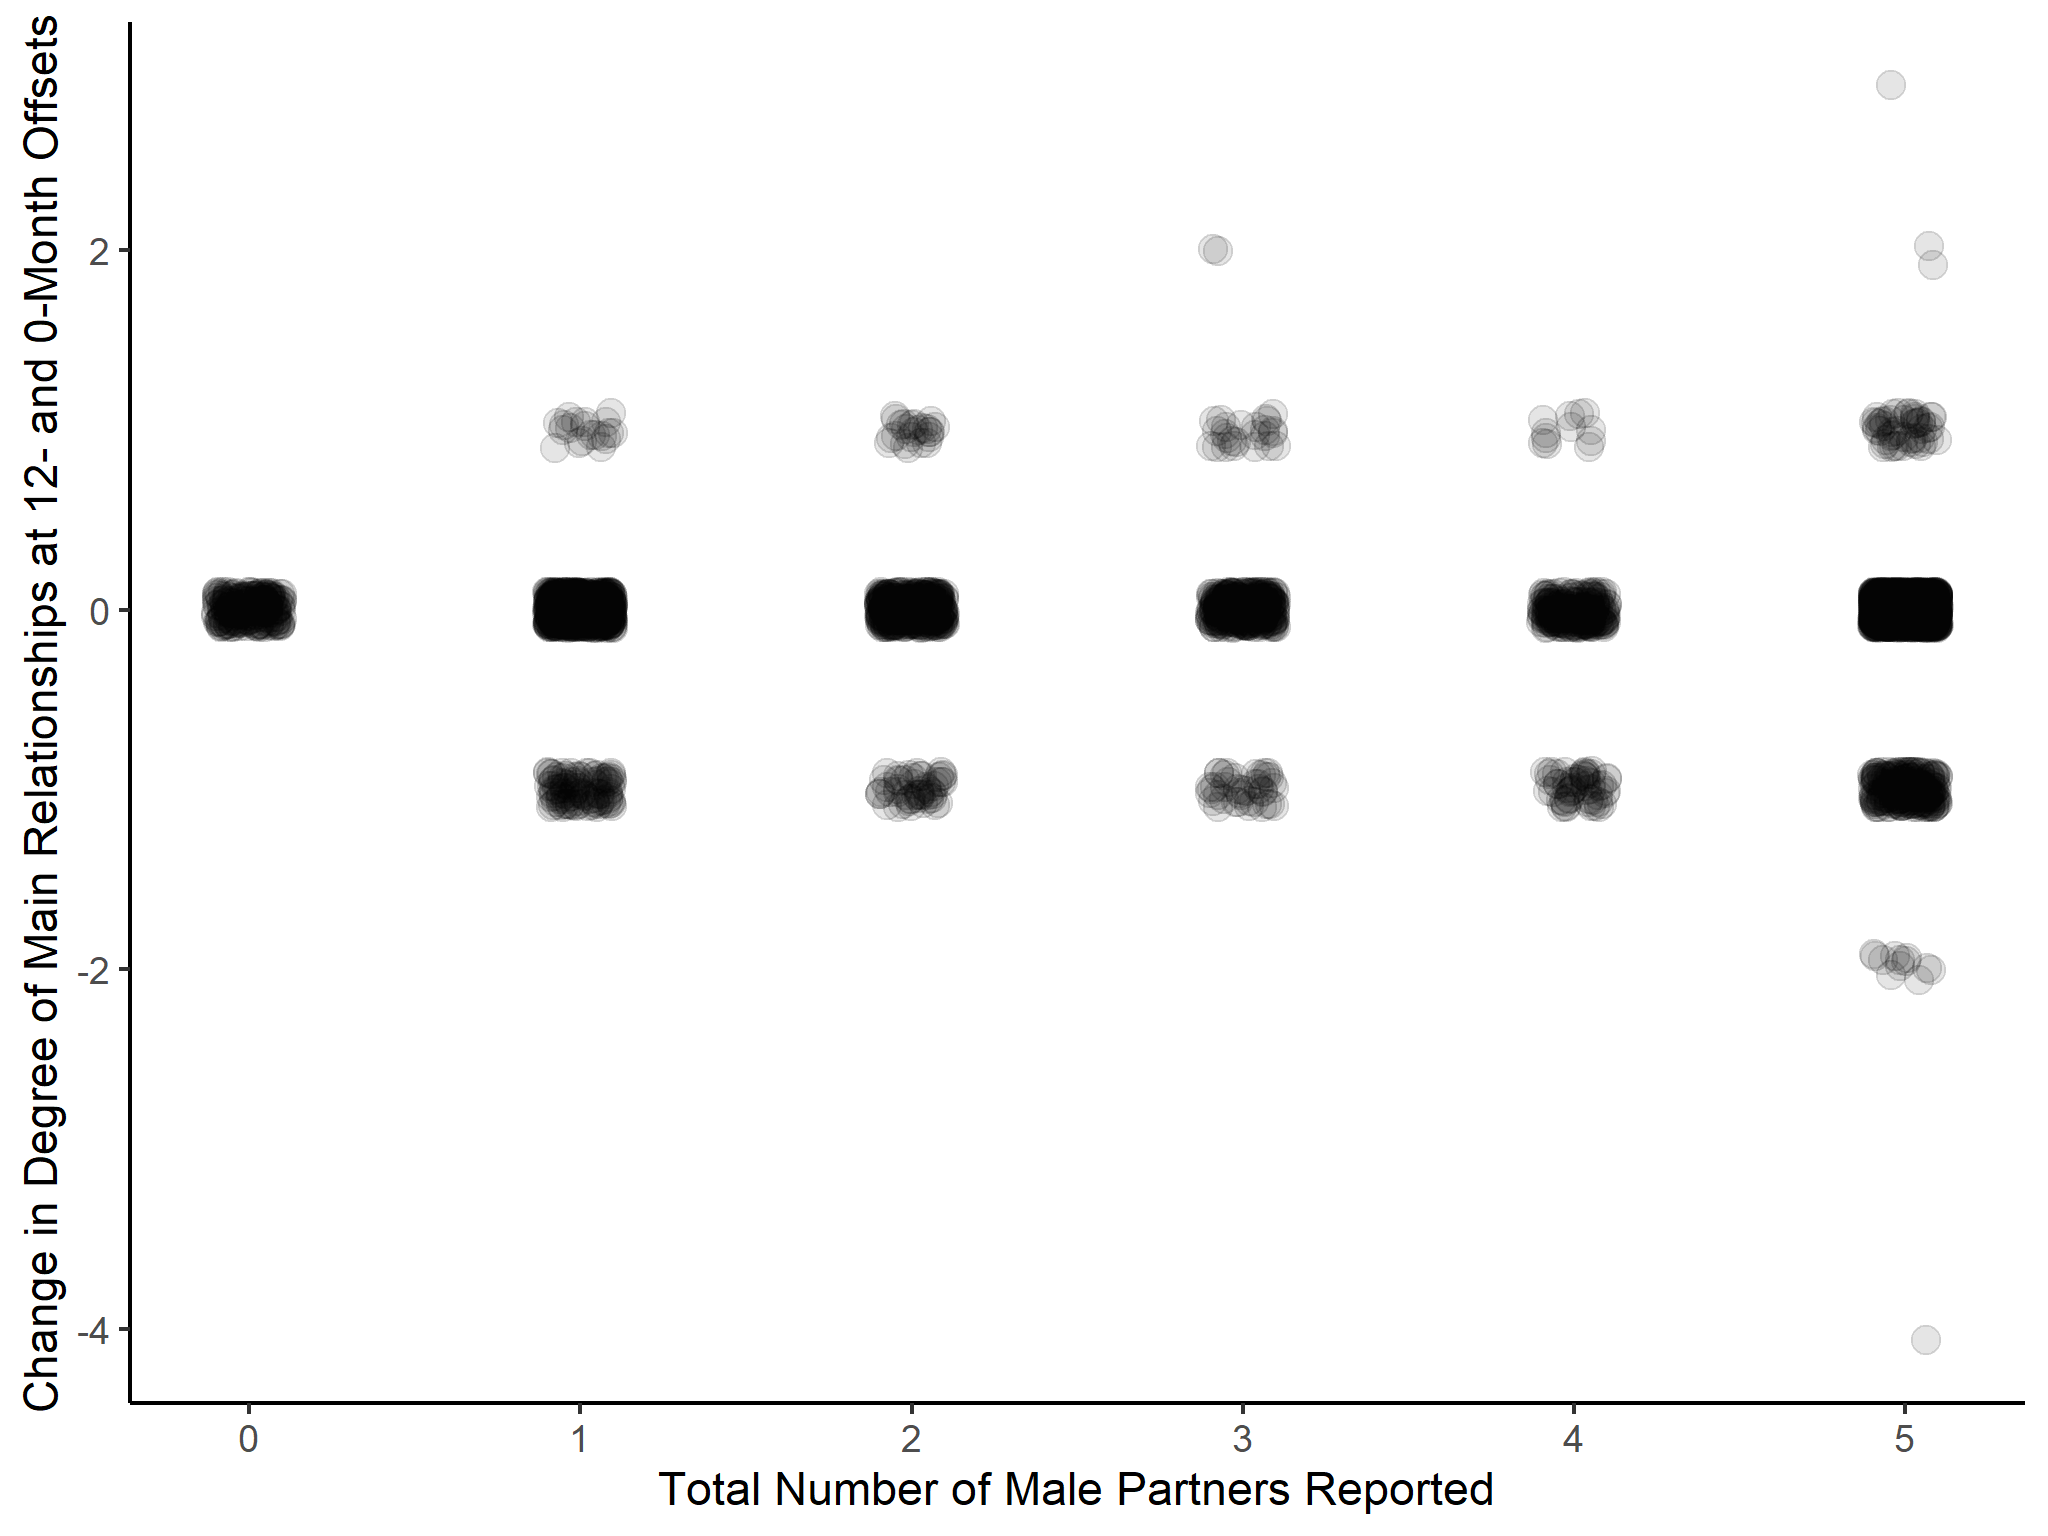 Change in Degree of Main Relationships at 12- and 0-Month Offsets
2
0
-2
-4
0 1 2 3 4 5
Total Number of Male Partners Reported